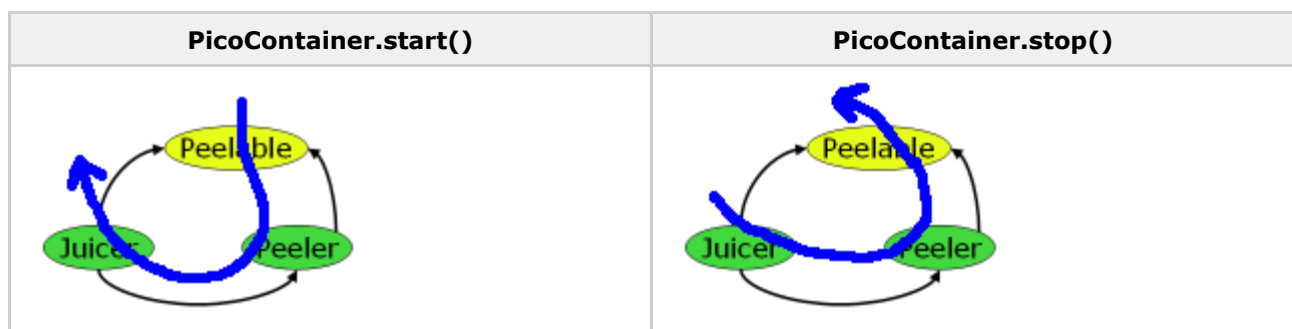 PicoContainer.start()
PicoContainer.stop()
Peelable
Juicer
Peeler
Peelable
Juicer
Peeler